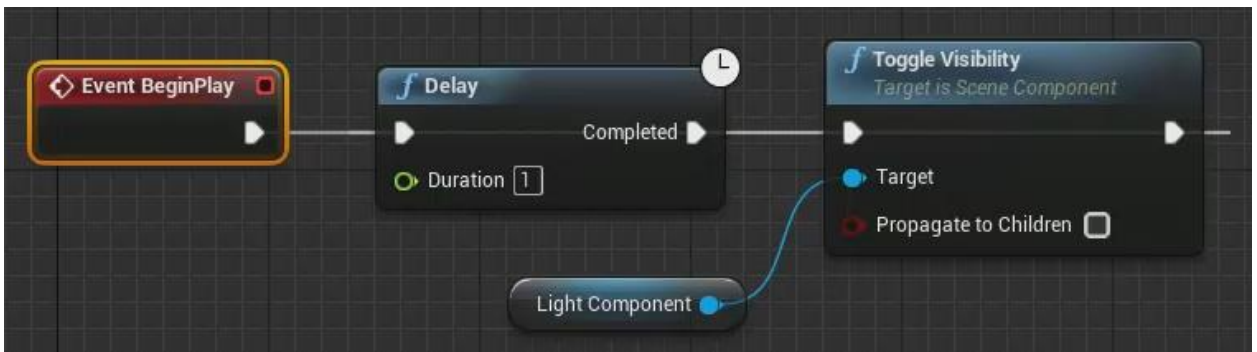 Event BeginPlay
Delay
Completed
Duration 1
Toggle Visibility
Target is Scene Component
Target
Propagate to Children
Light Component